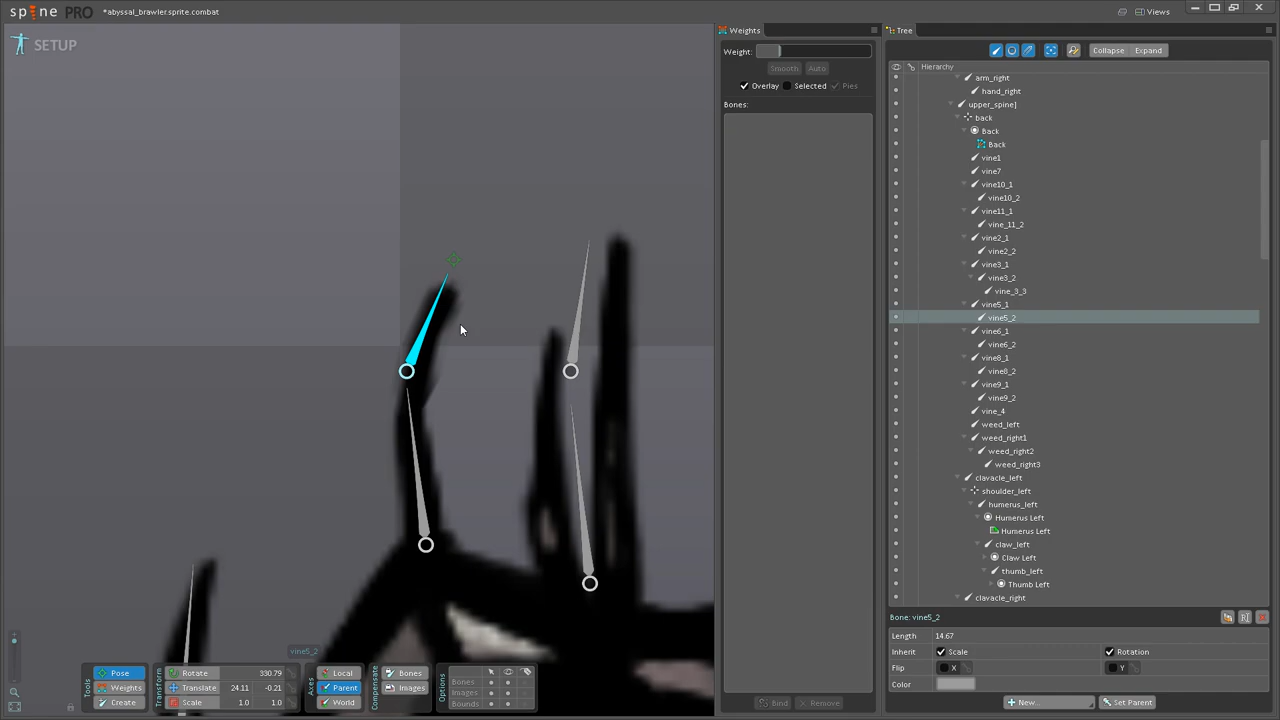 spine PRO
*abyssal_brawler.sprite.combat
Views
SETUP
Weights
Weight:
Smooth
Auto
Overlay
Selected
Pies
Bones:
Bind
Remove
Tree
Collapse
Expand
Hierarchy
arm_right
hand_right
upper_spine]
back
Back
Back
vine1
vine7
vine10_1
vine10_2
vine11_1
vine_11_2
vine2_1
vine2_2
vine3_1
vine3_2
vine_3_3
vine5_1
vine5_2
vine6_1
vine6_2
vine8_1
vine8_2
vine9_1
vine9_2
vine_4
weed_left
weed_right1
weed_right2
weed_right3
clavacle_left
shoulder_left
humerus_left
Humerus Left
Humerus Left
claw_left
Claw Left
thumb_left
Thumb Left
clavacle_right
Bone: vine5_2
Length 14.67
Inherit Scale Rotation
Flip X Y
Color
New...
Set Parent
vine5_2
Tools
Pose
Weights
Create
Transform
Rotate 330.79
Translate 24.11 -0.21
Scale 1.0 1.0
Axes
Local
Parent
World
Compensate
Bones
Images
Options
Bones
Images
Bounds